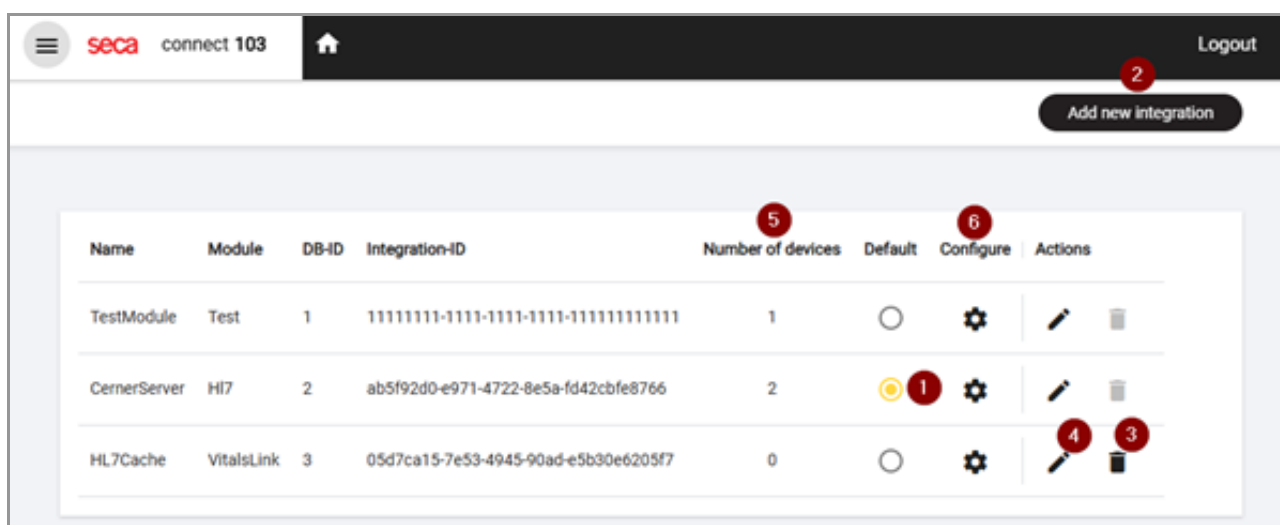 seca connect 103 Logout
2
Add new integration
5 6
Name Module DB-ID Integration-ID Number of devices Default Configure Actions
TestModule Test 1 11111111-1111-1111-1111-111111111111 1
CernerServer Hl7 2 ab5f92d0-e971-4722-8e5a-fd42cbfe8766 2 1
4 3
HL7Cache VitalsLink 3 05d7ca15-7e53-4945-90ad-e5b30e6205f7 0